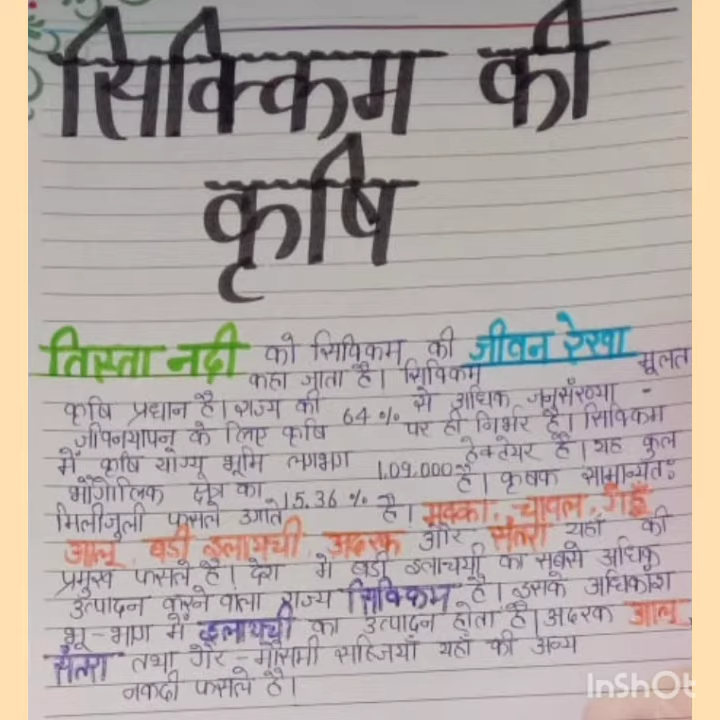 सिक्किम की
कृषि
तिस्ता नदी को सिक्किम की जीवन रेखा
कहा जाता है। सिक्किम मूलत
कृषि प्रधान है। राज्य की 64 % से अधिक जनसंख्या -
जीवनयापन के लिए कृषि पर ही निर्भर है। सिक्किम
में कृषि योग्य भूमि लगभग 1,09,000 हेक्टेयर है। यह कुल
भौगोलिक क्षेत्र का 15.36 % है। कृषक सामान्यतः
मिलीजुली फसले उगाते है। मक्का, चावल, गेहूँ
आलू, बडी इलायची, अदरक और संतरा यहाँ की
प्रमुख फसले है। देश में बडी इलायची का सबसे अधिक
उत्पादन करने वाला राज्य सिक्किम है। इसके अधिकांश
भू-भाग में इलायची का उत्पादन होता है। अदरक आलू,
संतरा तथा गैर-मौसमी सब्जियाँ यहाँ की अन्य
नकदी फसले है।
InShOt